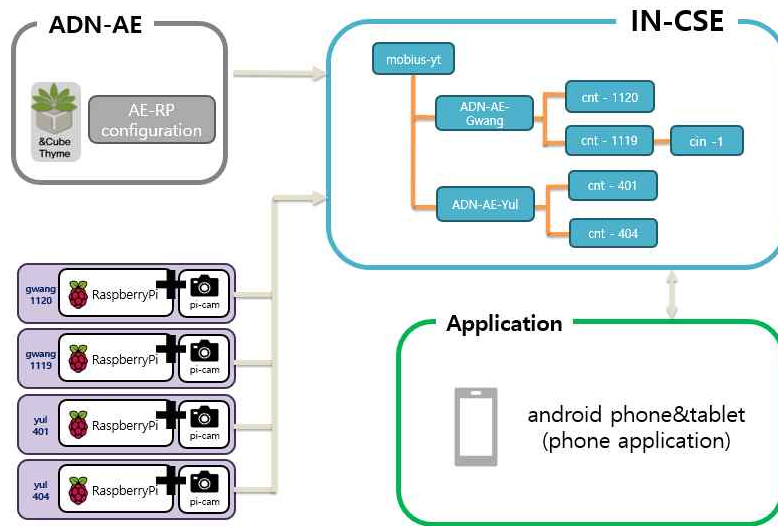 ADN-AE
&Cube
Thyme
AE-RP
configuration
IN-CSE
mobius-yt
ADN-AE-
Gwang
cnt - 1120
cnt - 1119
cin -1
ADN-AE-Yul
cnt - 401
cnt - 404
gwang
1120
RaspberryPi
pi-cam
gwang
1119
RaspberryPi
pi-cam
yul
401
RaspberryPi
pi-cam
yul
404
RaspberryPi
pi-cam
Application
android phone&tablet
(phone application)